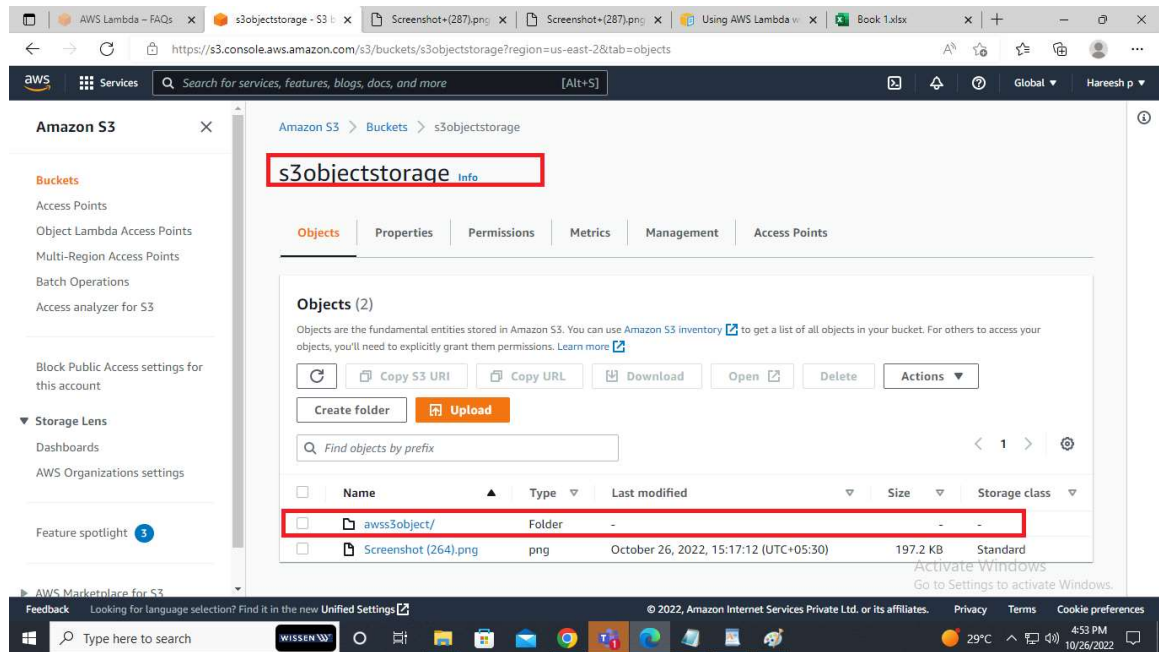 AWS Lambda – FAQs
s3objectstorage - S3 b
Screenshot+(287).png
Screenshot+(287).png
Using AWS Lambda w
Book 1.xlsx
https://s3.console.aws.amazon.com/s3/buckets/s3objectstorage?region=us-east-2&tab=objects
aws
Services
Search for services, features, blogs, docs, and more
[Alt+S]
Global
Hareesh p
Amazon S3
Buckets
Access Points
Object Lambda Access Points
Multi-Region Access Points
Batch Operations
Access analyzer for S3
Block Public Access settings for
this account
Storage Lens
Dashboards
AWS Organizations settings
Feature spotlight 3
AWS Marketplace for S3
Amazon S3 > Buckets > s3objectstorage
s3objectstorage Info
Objects
Properties
Permissions
Metrics
Management
Access Points
Objects (2)
Objects are the fundamental entities stored in Amazon S3. You can use Amazon S3 inventory to get a list of all objects in your bucket. For others to access your
objects, you'll need to explicitly grant them permissions. Learn more
Copy S3 URI
Copy URL
Download
Open
Delete
Actions
Create folder
Upload
Find objects by prefix
< 1 >
Name Type Last modified Size Storage class
awss3object/ Folder - - -
Screenshot (264).png png October 26, 2022, 15:17:12 (UTC+05:30) 197.2 KB Standard
Activate Windows
Go to Settings to activate Windows.
Feedback Looking for language selection? Find it in the new Unified Settings
© 2022, Amazon Internet Services Private Ltd. or its affiliates. Privacy Terms Cookie preferences
Type here to search
WISSEN
29°C
4:53 PM
10/26/2022